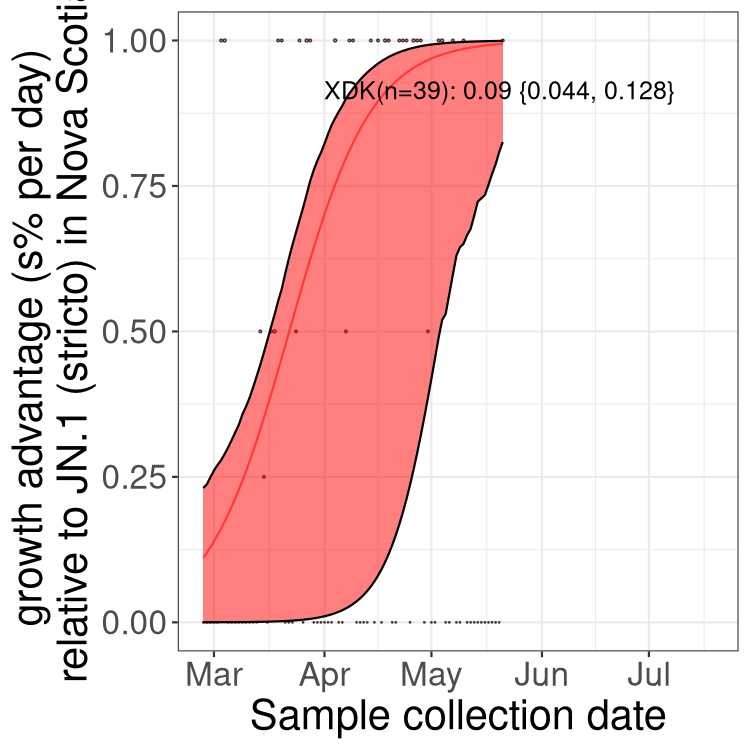 growth advantage (s% per day)
relative to JN.1 (stricto) in Nova Scotia
1.00
0.75
0.50
0.25
0.00
XDK(n=39): 0.09 {0.044, 0.128}
Mar Apr May Jun Jul
Sample collection date